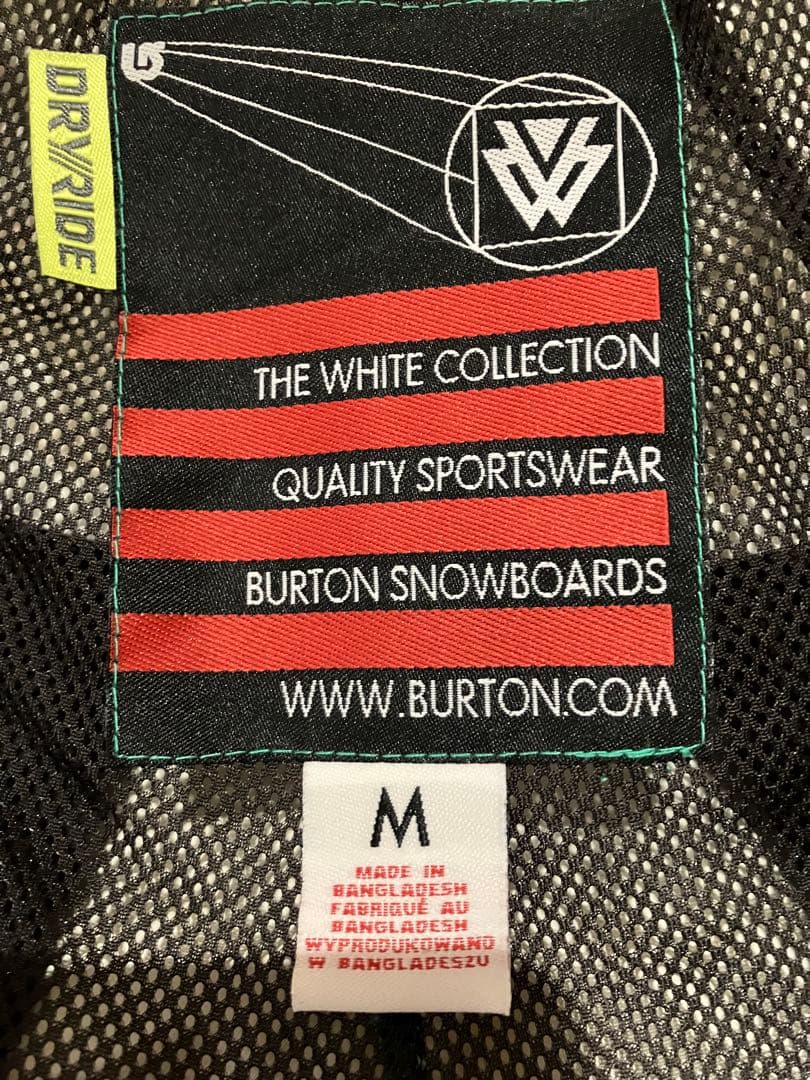 DRY//RIDE
THE WHITE COLLECTION
QUALITY SPORTSWEAR
BURTON SNOWBOARDS
WWW.BURTON.COM
M
MADE IN
BANGLADESH
FABRIQUÉ AU
BANGLADESH
WYPRODUKOWANO
W BANGLADESZU